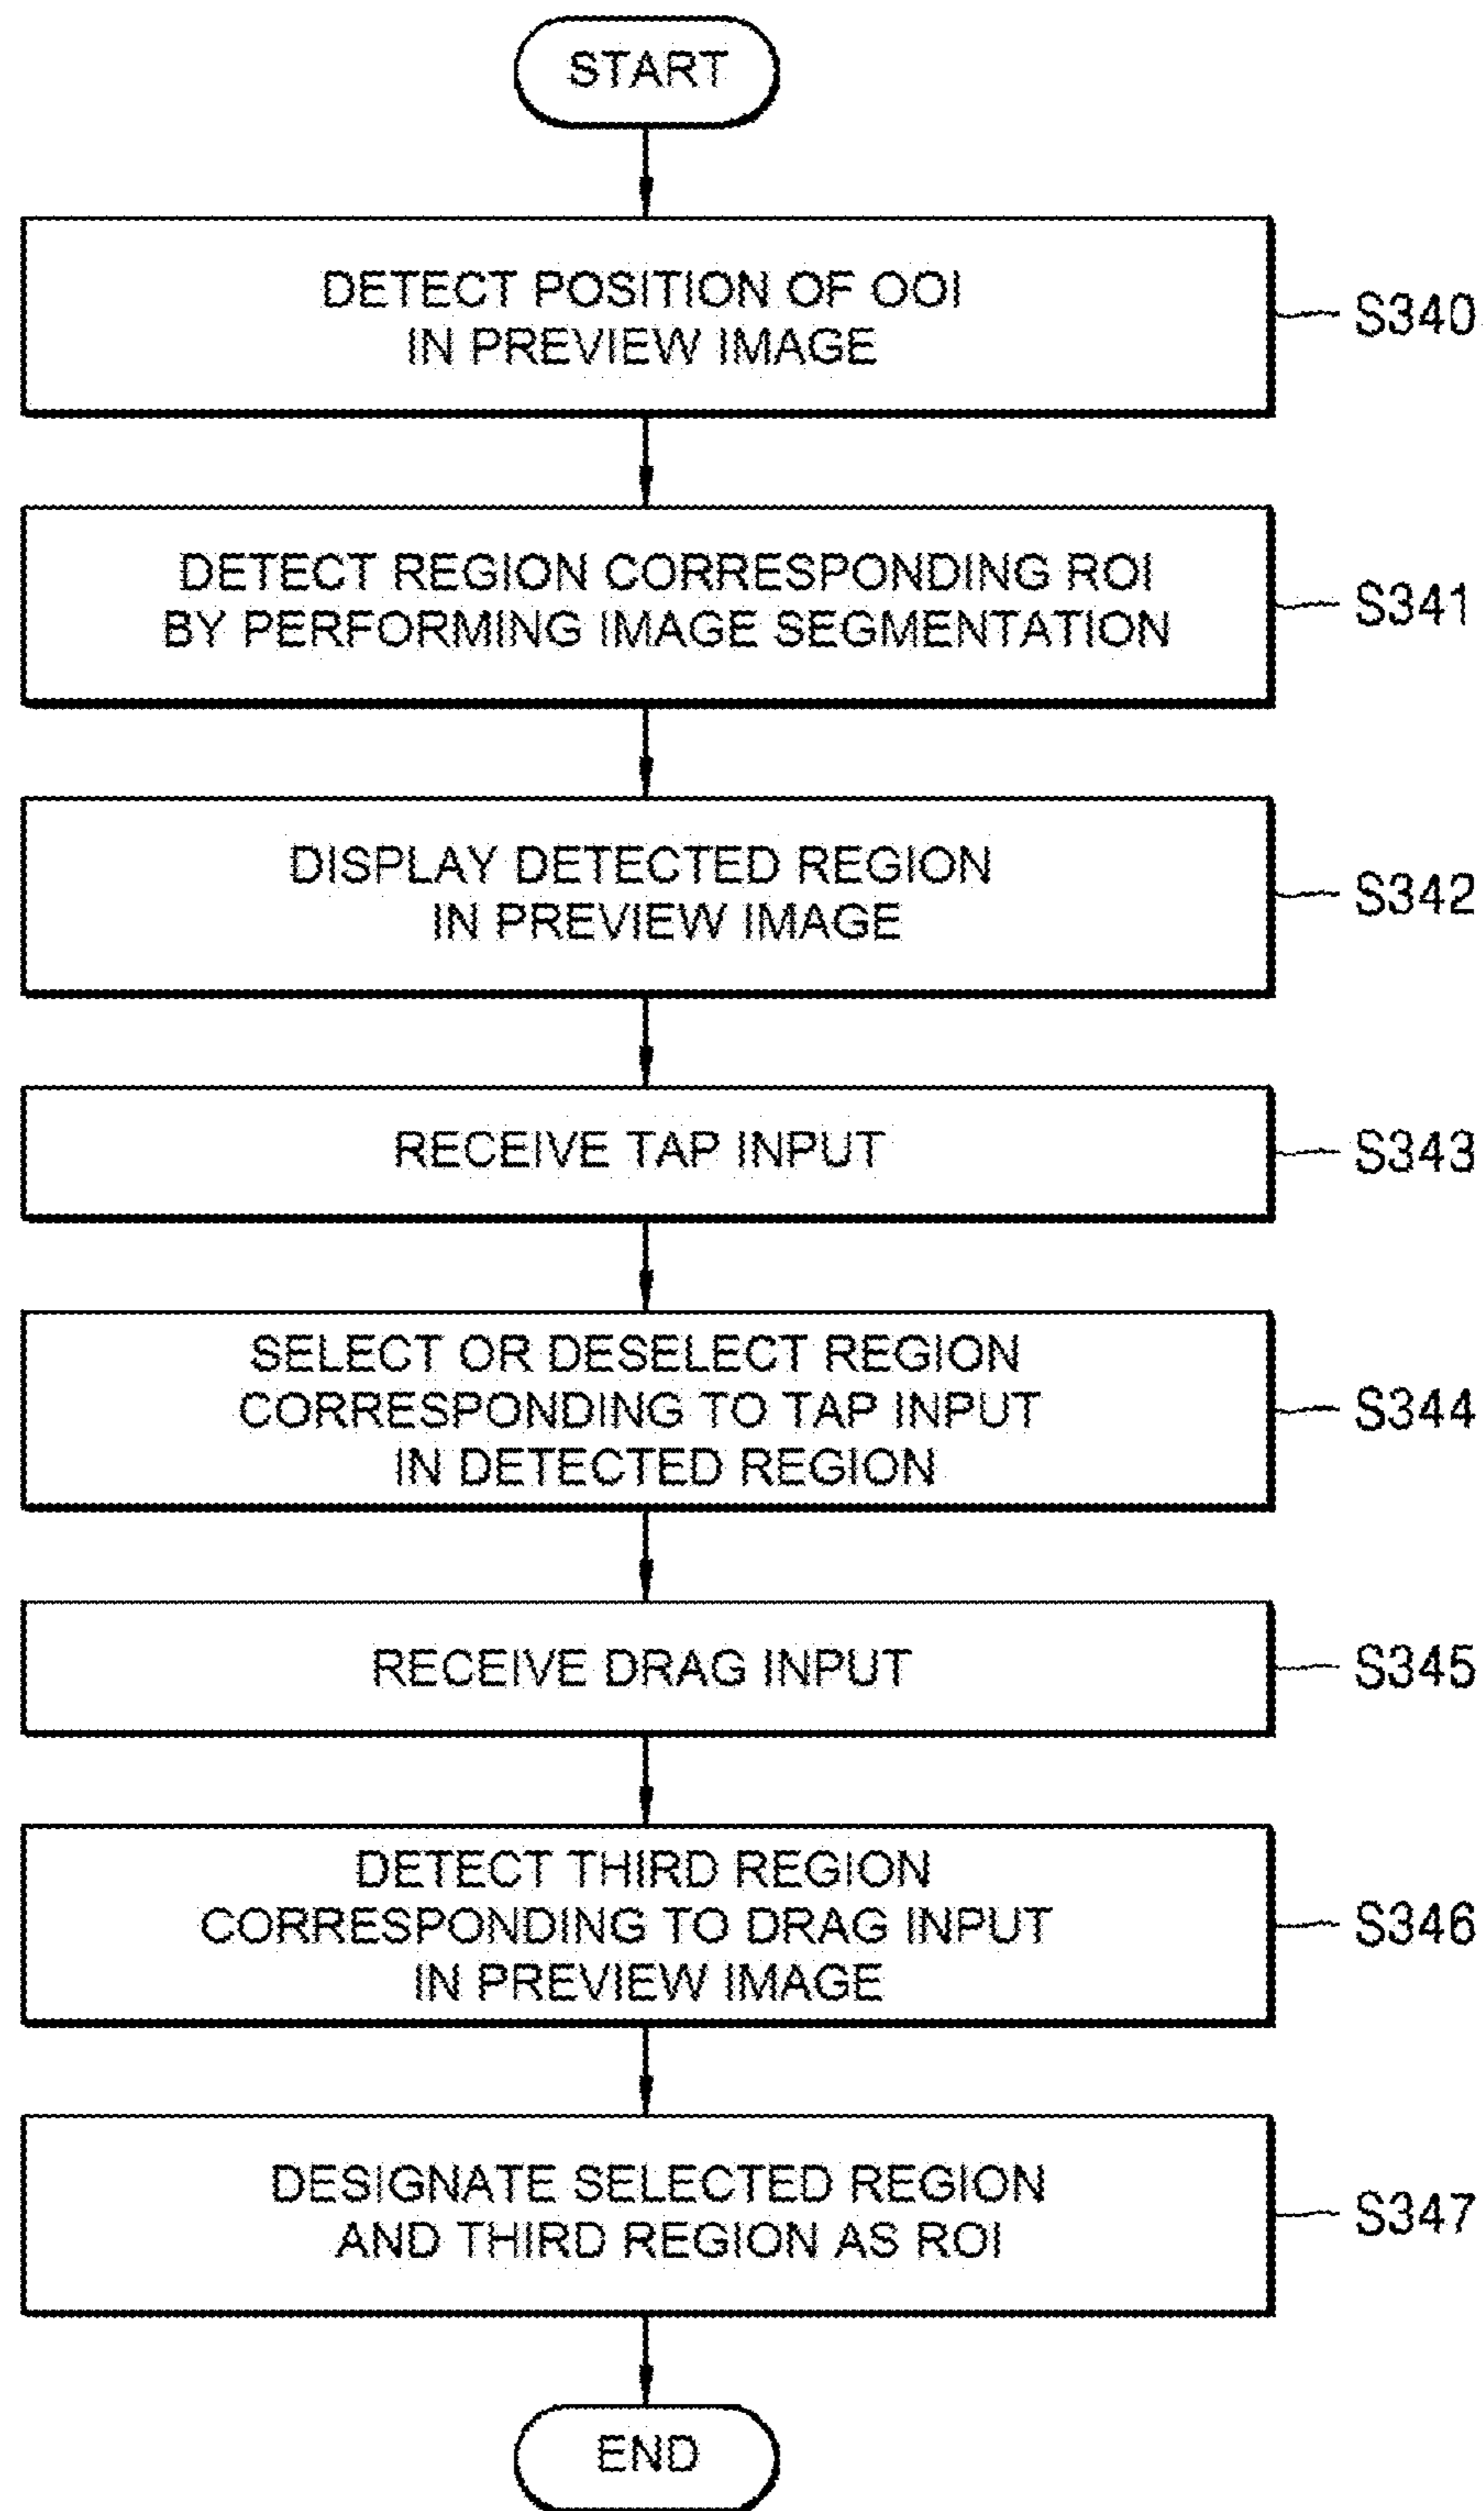 START
DETECT POSITION OF OOI
IN PREVIEW IMAGE
S340
DETECT REGION CORRESPONDING ROI
BY PERFORMING IMAGE SEGMENTATION
S341
DISPLAY DETECTED REGION
IN PREVIEW IMAGE
S342
RECEIVE TAP INPUT
S343
SELECT OR DESELECT REGION
CORRESPONDING TO TAP INPUT
IN DETECTED REGION
S344
RECEIVE DRAG INPUT
S345
DETECT THIRD REGION
CORRESPONDING TO DRAG INPUT
IN PREVIEW IMAGE
S346
DESIGNATE SELECTED REGION
AND THIRD REGION AS ROI
S347
END